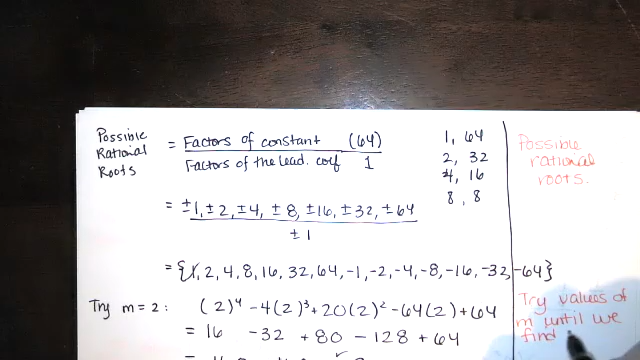 Possible
Rational
Roots
= Factors of constant (64)
Factors of the lead. coef 1
1, 64
2, 32
4, 16
8, 8
Possible
rational
roots.
= ±1, ±2, ±4, ±8, ±16, ±32, ±64
±1
= {1, 2, 4, 8, 16, 32, 64, -1, -2, -4, -8, -16, -32, -64}
Try m = 2: (2)⁴ - 4(2)³ + 20(2)² - 64(2) + 64
= 16 - 32 + 80 - 128 + 64
Try values of
m until we
find